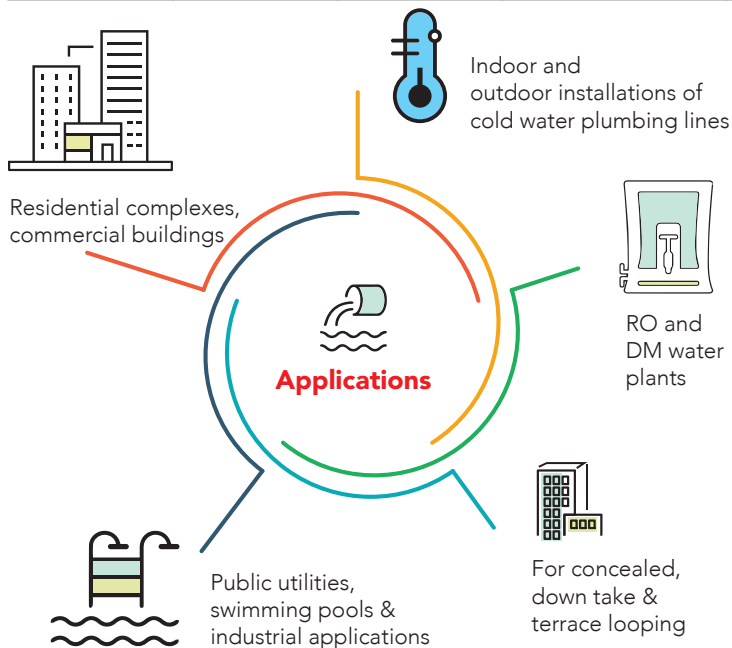 Indoor and
outdoor installations of
cold water plumbing lines
Residential complexes,
commercial buildings
RO and
DM water
plants
Applications
For concealed,
down take &
terrace looping
Public utilities,
swimming pools &
industrial applications